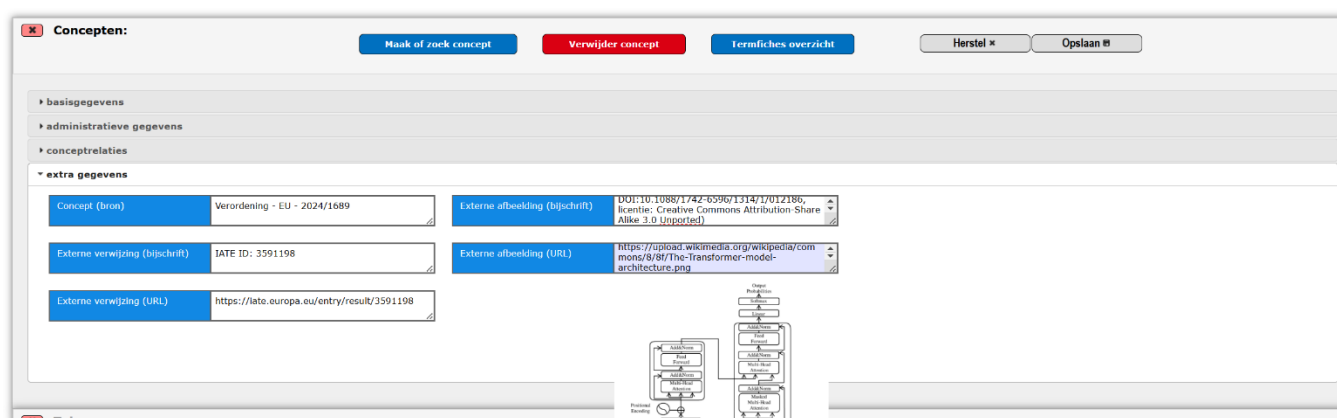 Concepten:
Maak of zoek concept
Verwijder concept
Termfiches overzicht
Herstel ×
Opslaan
basisgegevens
administratieve gegevens
conceptrelaties
extra gegevens
Concept (bron)
Verordening - EU - 2024/1689
Externe afbeelding (bijschrift)
DOI:10.1088/1742-6596/1314/1/012186,
licentie: Creative Commons Attribution-Share
Alike 3.0 Unported)
Externe verwijzing (bijschrift)
IATE ID: 3591198
Externe afbeelding (URL)
https://upload.wikimedia.org/wikipedia/com
mons/8/8f/The-Transformer-model-
architecture.png
Externe verwijzing (URL)
https://iate.europa.eu/entry/result/3591198
Output
Probabilities
Softmax
Linear
Add&Norm
Feed
Forward
Add&Norm
Multi-Head
Attention
Add&Norm
Masked
Multi-Head
Attention
Add&Norm
Feed
Forward
Add&Norm
Multi-Head
Attention
Positional
Encoding